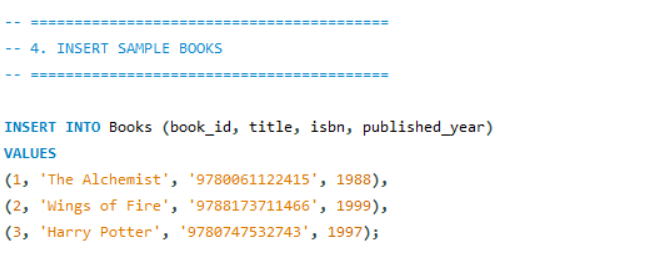 -- =========================================
-- 4. INSERT SAMPLE BOOKS
-- =========================================
INSERT INTO Books (book_id, title, isbn, published_year)
VALUES
(1, 'The Alchemist', '9780061122415', 1988),
(2, 'Wings of Fire', '9788173711466', 1999),
(3, 'Harry Potter', '9780747532743', 1997);